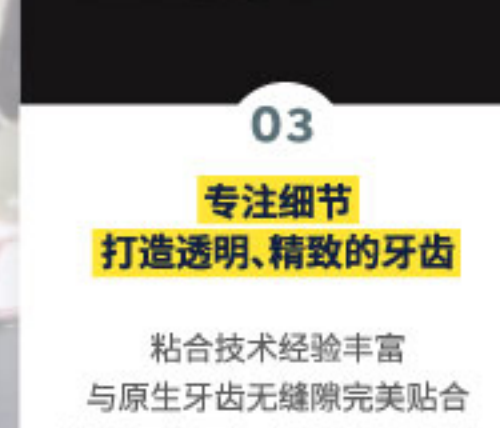 03
专注细节
打造透明、精致的牙齿
粘合技术经验丰富
与原生牙齿无缝隙完美贴合